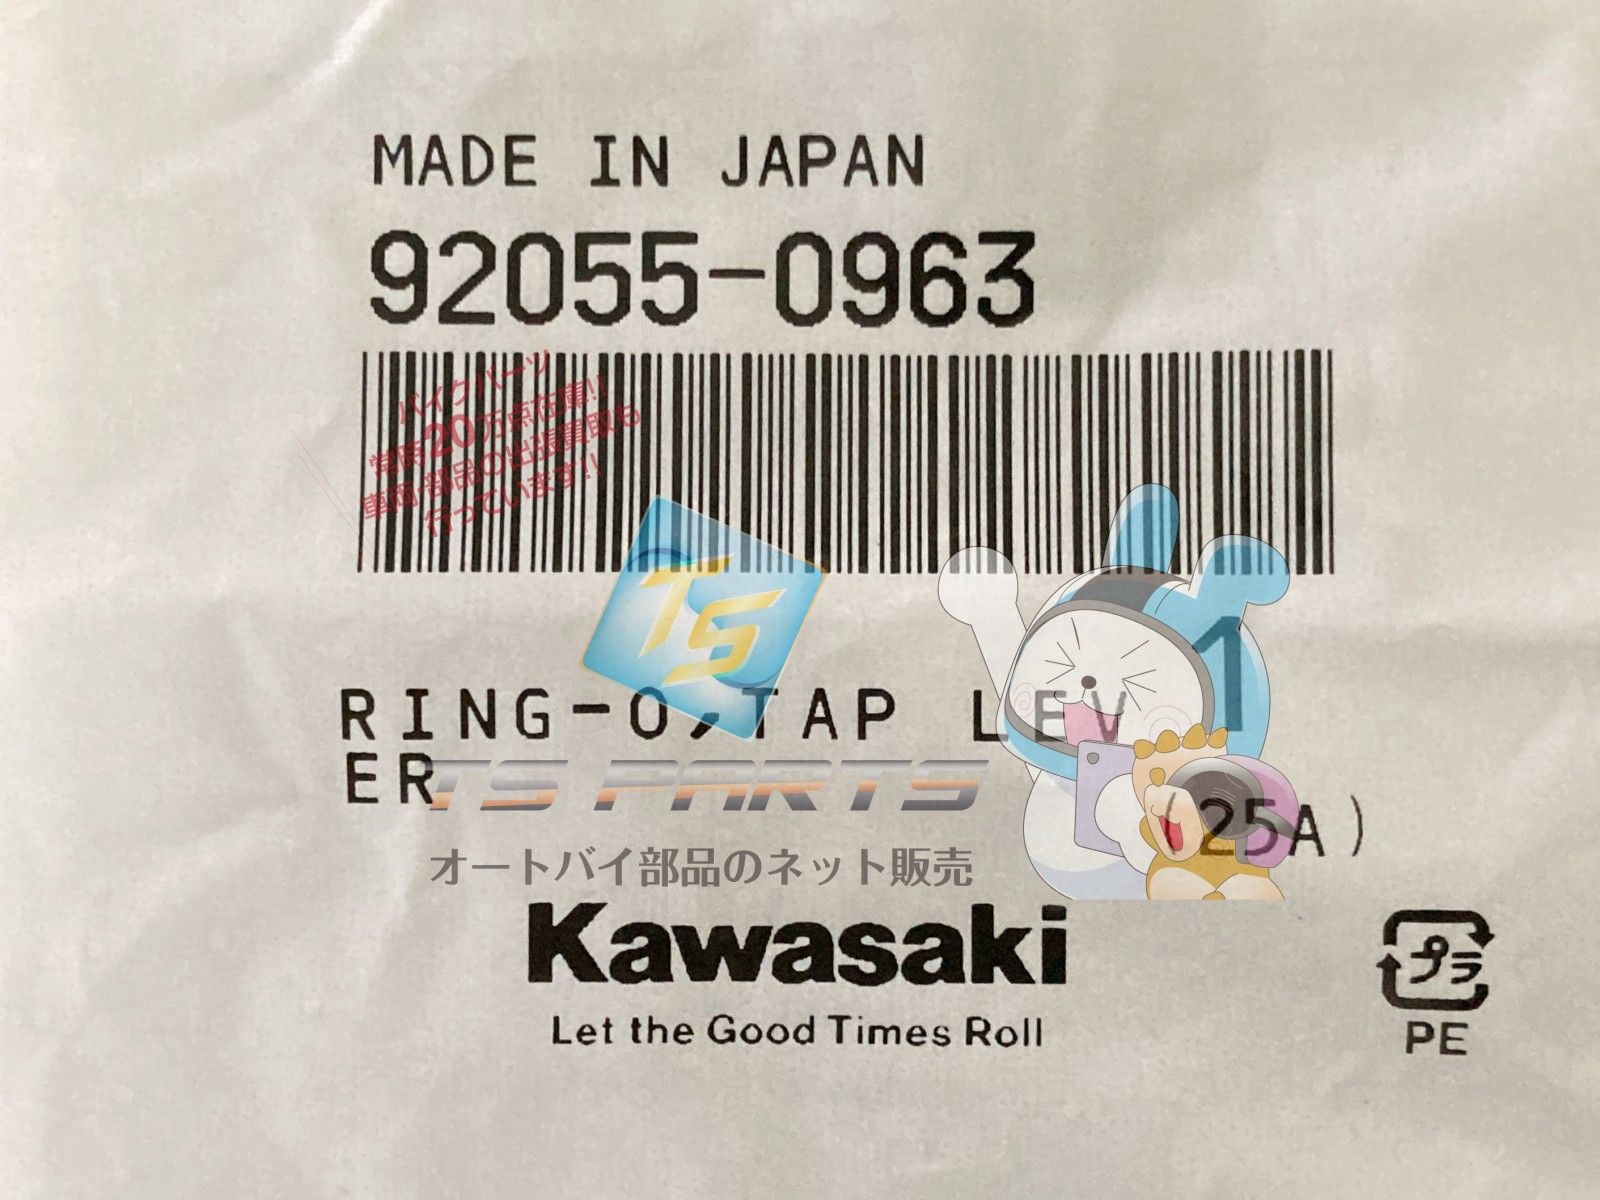 MADE IN JAPAN
92055-0963
バイクパーツ
常時20万点在庫!!
車両・部品の出張買取も
行っています!!
TS
1
RING-O,TAP LEV
ER
TS PARTS
(25A)
オートバイ部品のネット販売
Kawasaki
Let the Good Times Roll
プラ
PE